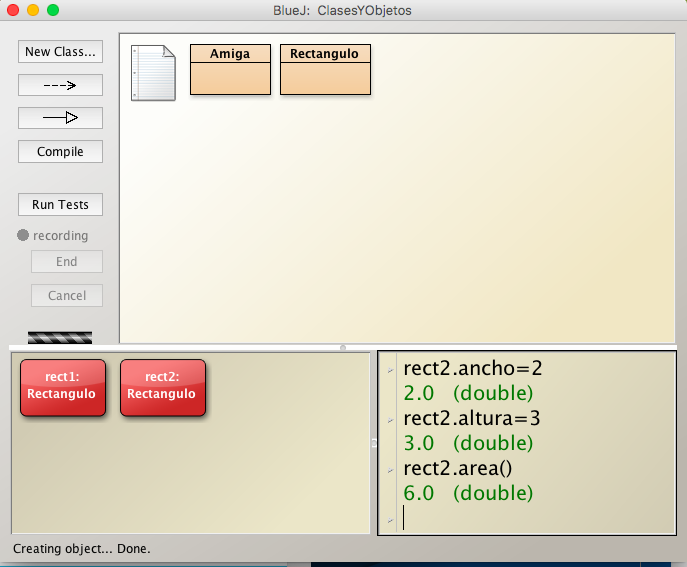 BlueJ: ClasesYObjetos
New Class...
Compile
Run Tests
recording
End
Cancel
Amiga
Rectangulo
rect1:
Rectangulo
rect2:
Rectangulo
rect2.ancho=2
2.0 (double)
rect2.altura=3
3.0 (double)
rect2.area()
6.0 (double)
Creating object... Done.